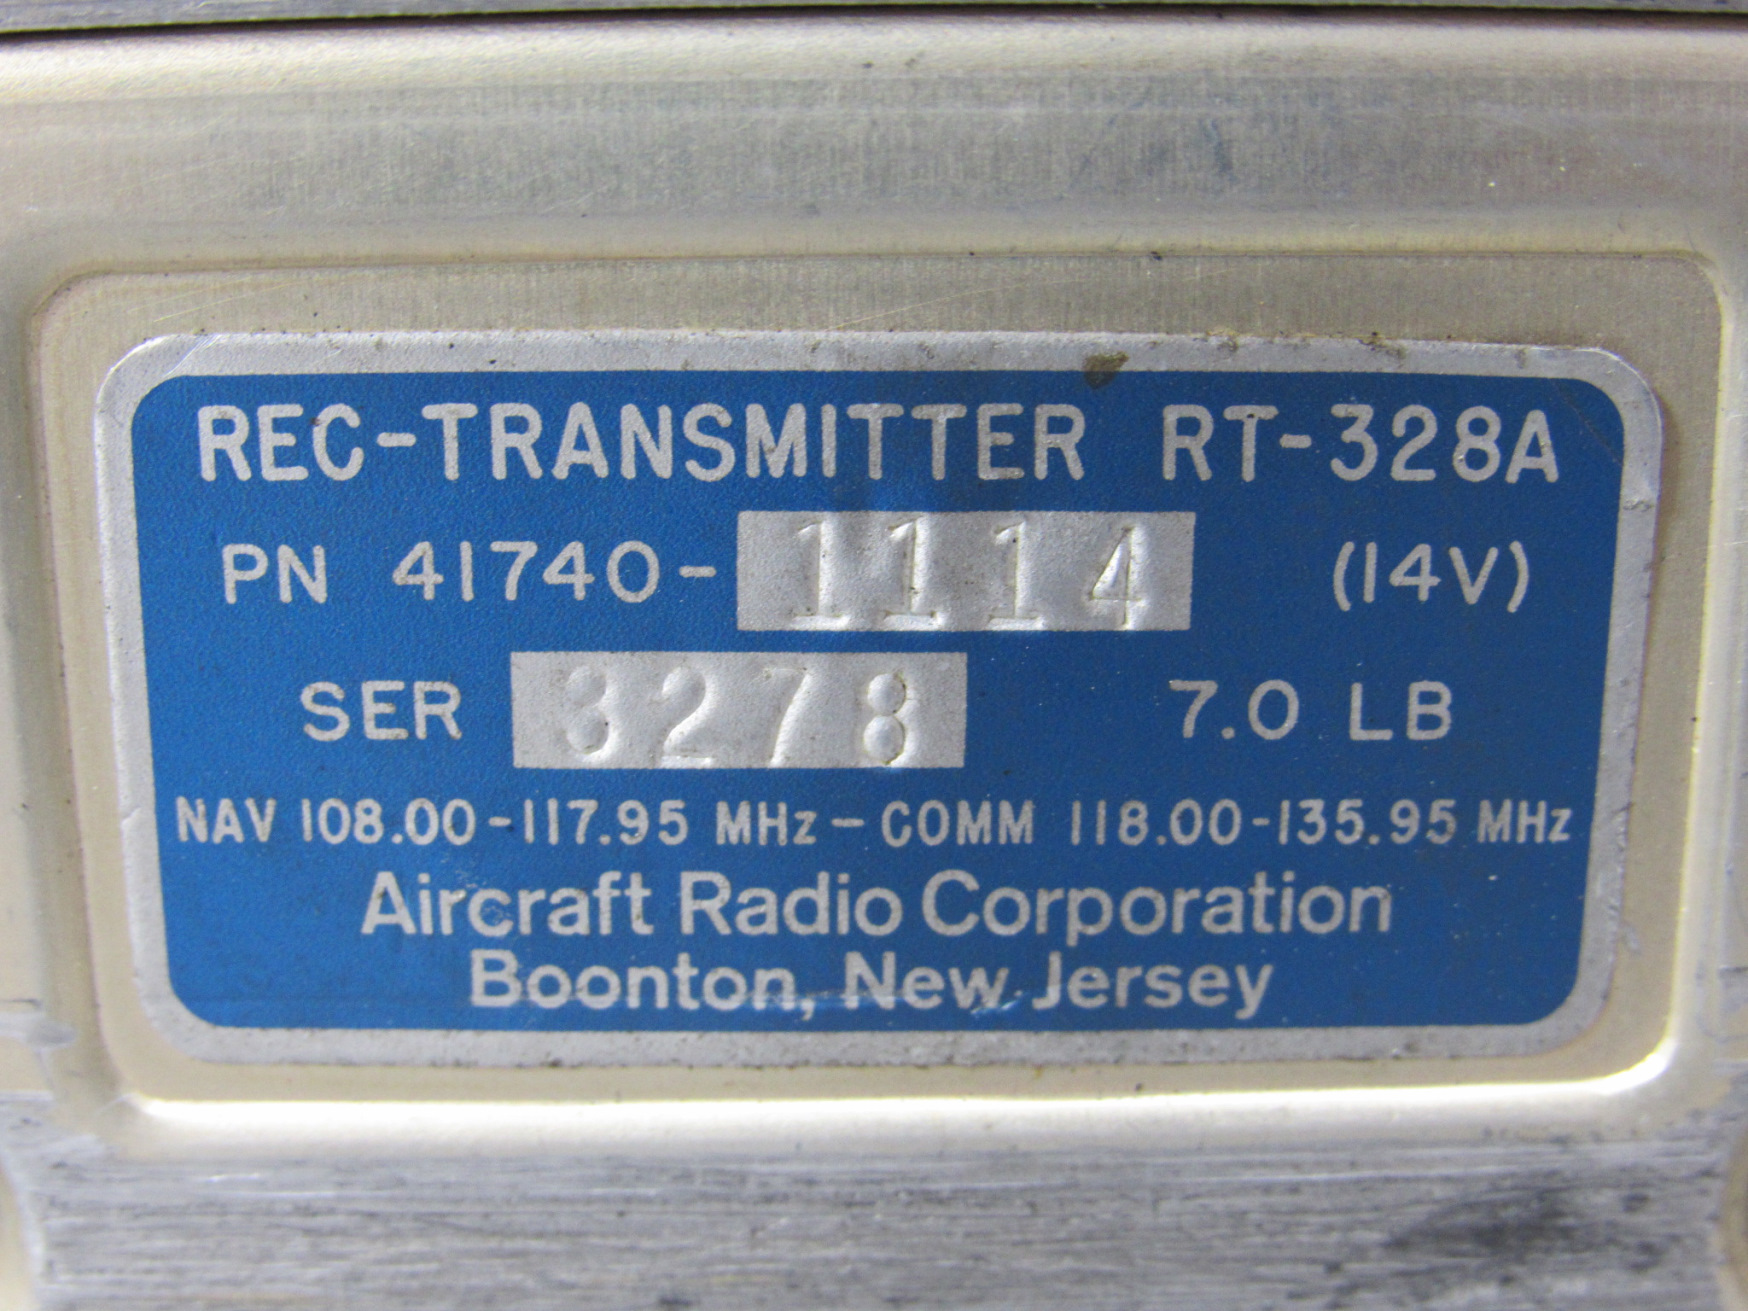 REC-TRANSMITTER RT-328A
PN 41740-1114 (14V)
SER 3278 7.0 LB
NAV 108.00-117.95 MHz-COMM 118.00-135.95 MHz
Aircraft Radio Corporation
Boonton, New Jersey